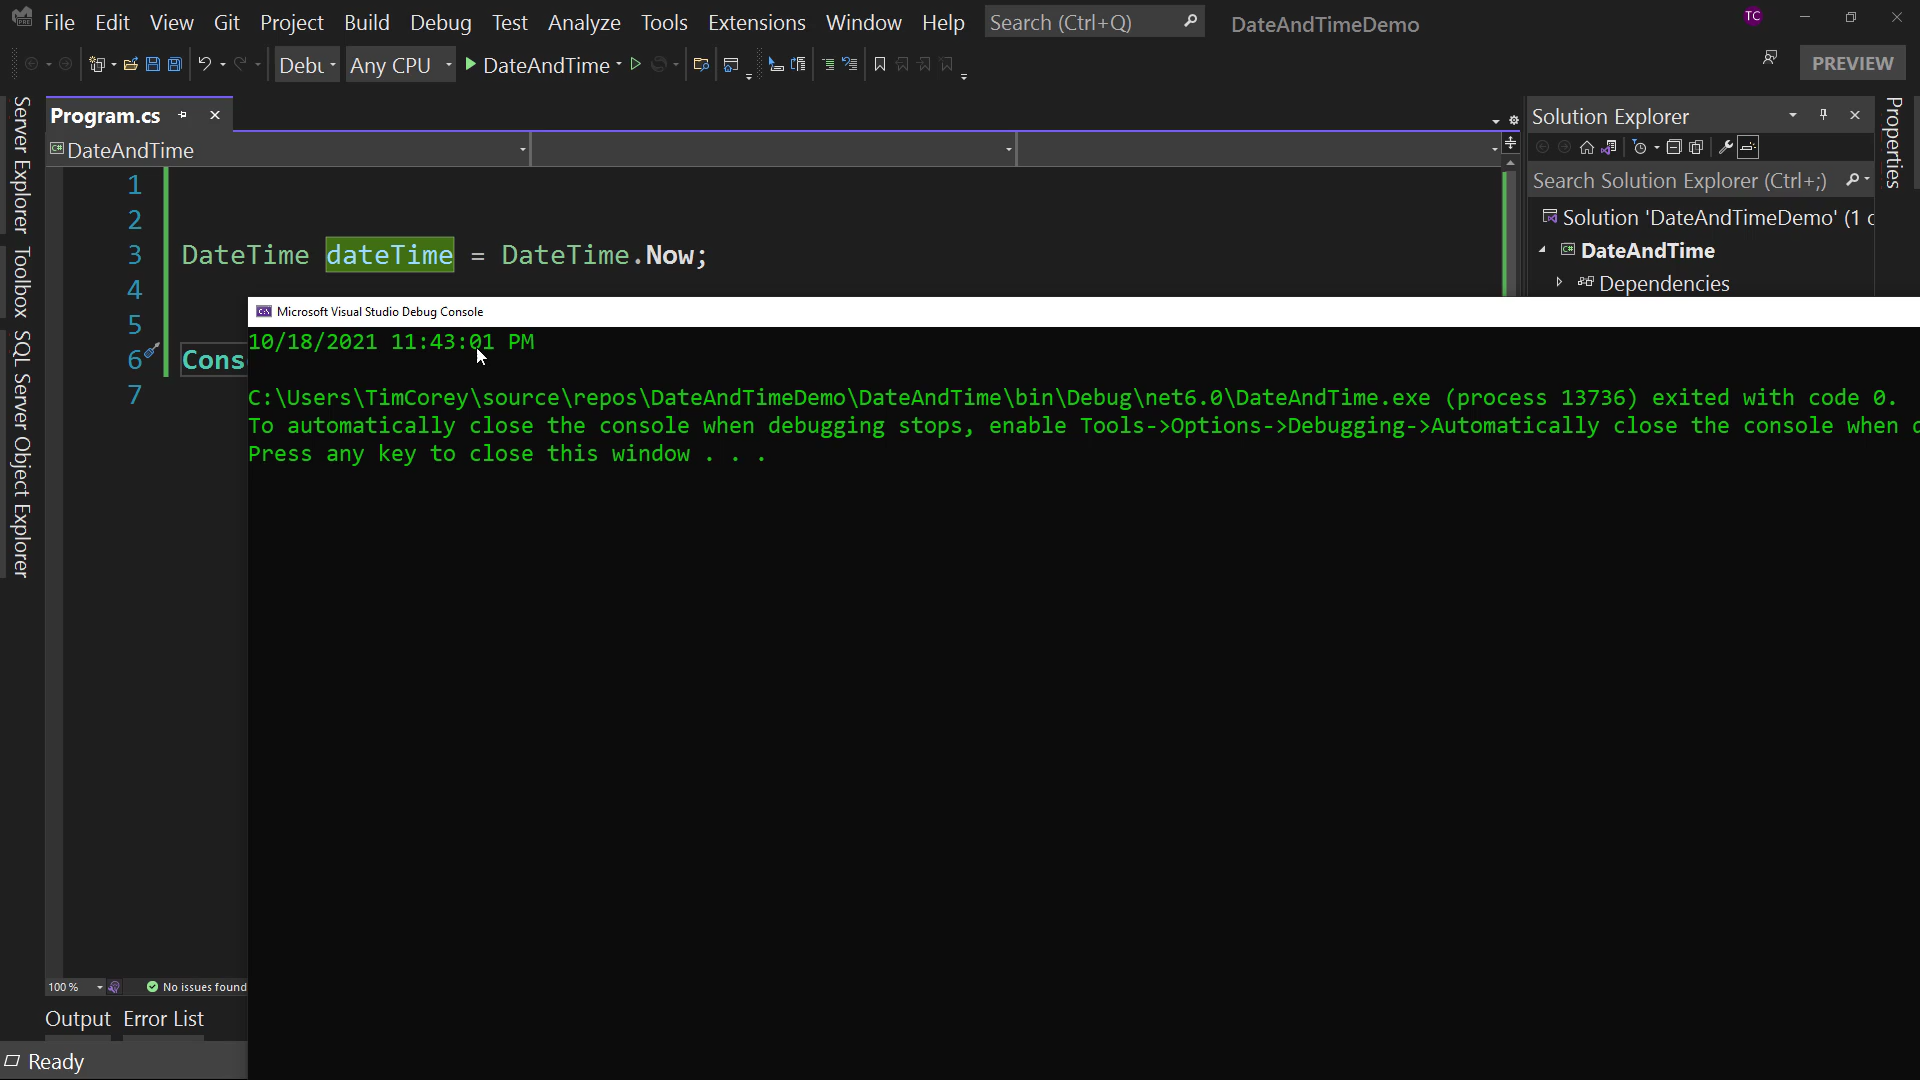 File Edit View Git Project Build Debug Test Analyze Tools Extensions Window Help Search (Ctrl+Q) DateAndTimeDemo TC
Debu Any CPU DateAndTime PREVIEW
Server Explorer
Toolbox
SQL Server Object Explorer
Program.cs
DateAndTime
1
2
3 DateTime dateTime = DateTime.Now;
4
5
6 Cons
7
Microsoft Visual Studio Debug Console
10/18/2021 11:43:01 PM
C:\Users\TimCorey\source\repos\DateAndTimeDemo\DateAndTime\bin\Debug\net6.0\DateAndTime.exe (process 13736) exited with code 0.
To automatically close the console when debugging stops, enable Tools->Options->Debugging->Automatically close the console when d
Press any key to close this window . . .
Solution Explorer
Search Solution Explorer (Ctrl+;)
Solution 'DateAndTimeDemo' (1 o
C# DateAndTime
Dependencies
Properties
100 % No issues found
Output Error List
Ready